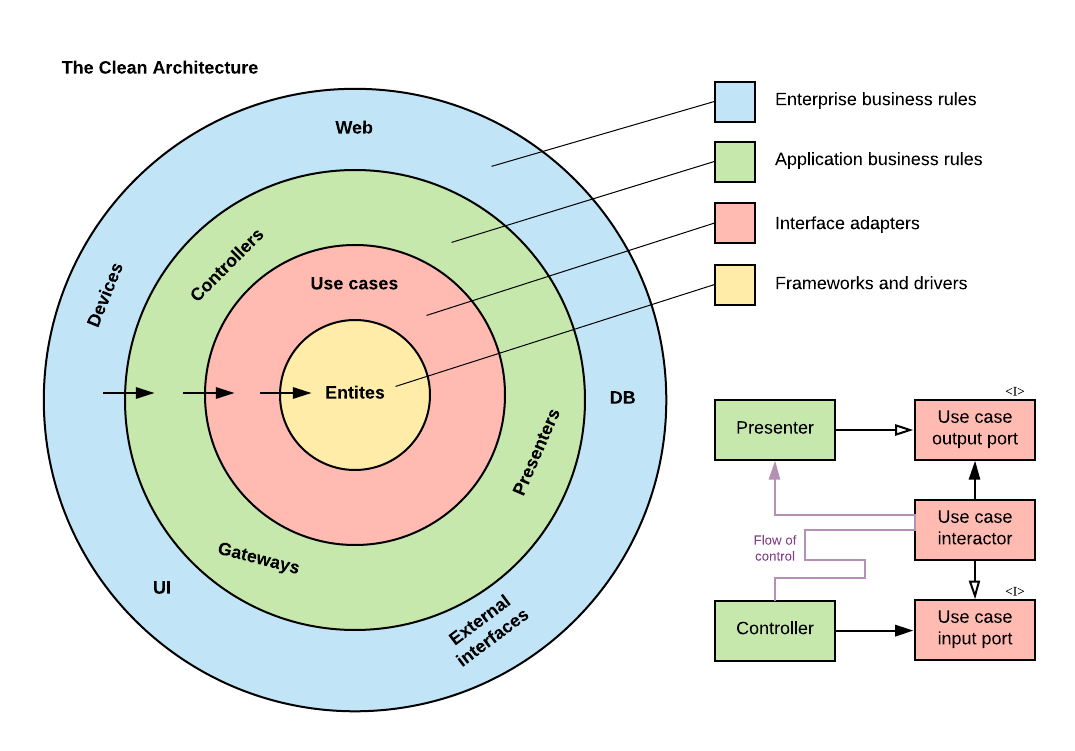 The Clean Architecture
Web
Devices
Controllers
Use cases
Entites
Presenters
DB
Gateways
UI
External
interfaces
Enterprise business rules
Application business rules
Interface adapters
Frameworks and drivers
Presenter
<I>
Use case
output port
Use case
interactor
Flow of
control
Controller
<I>
Use case
input port